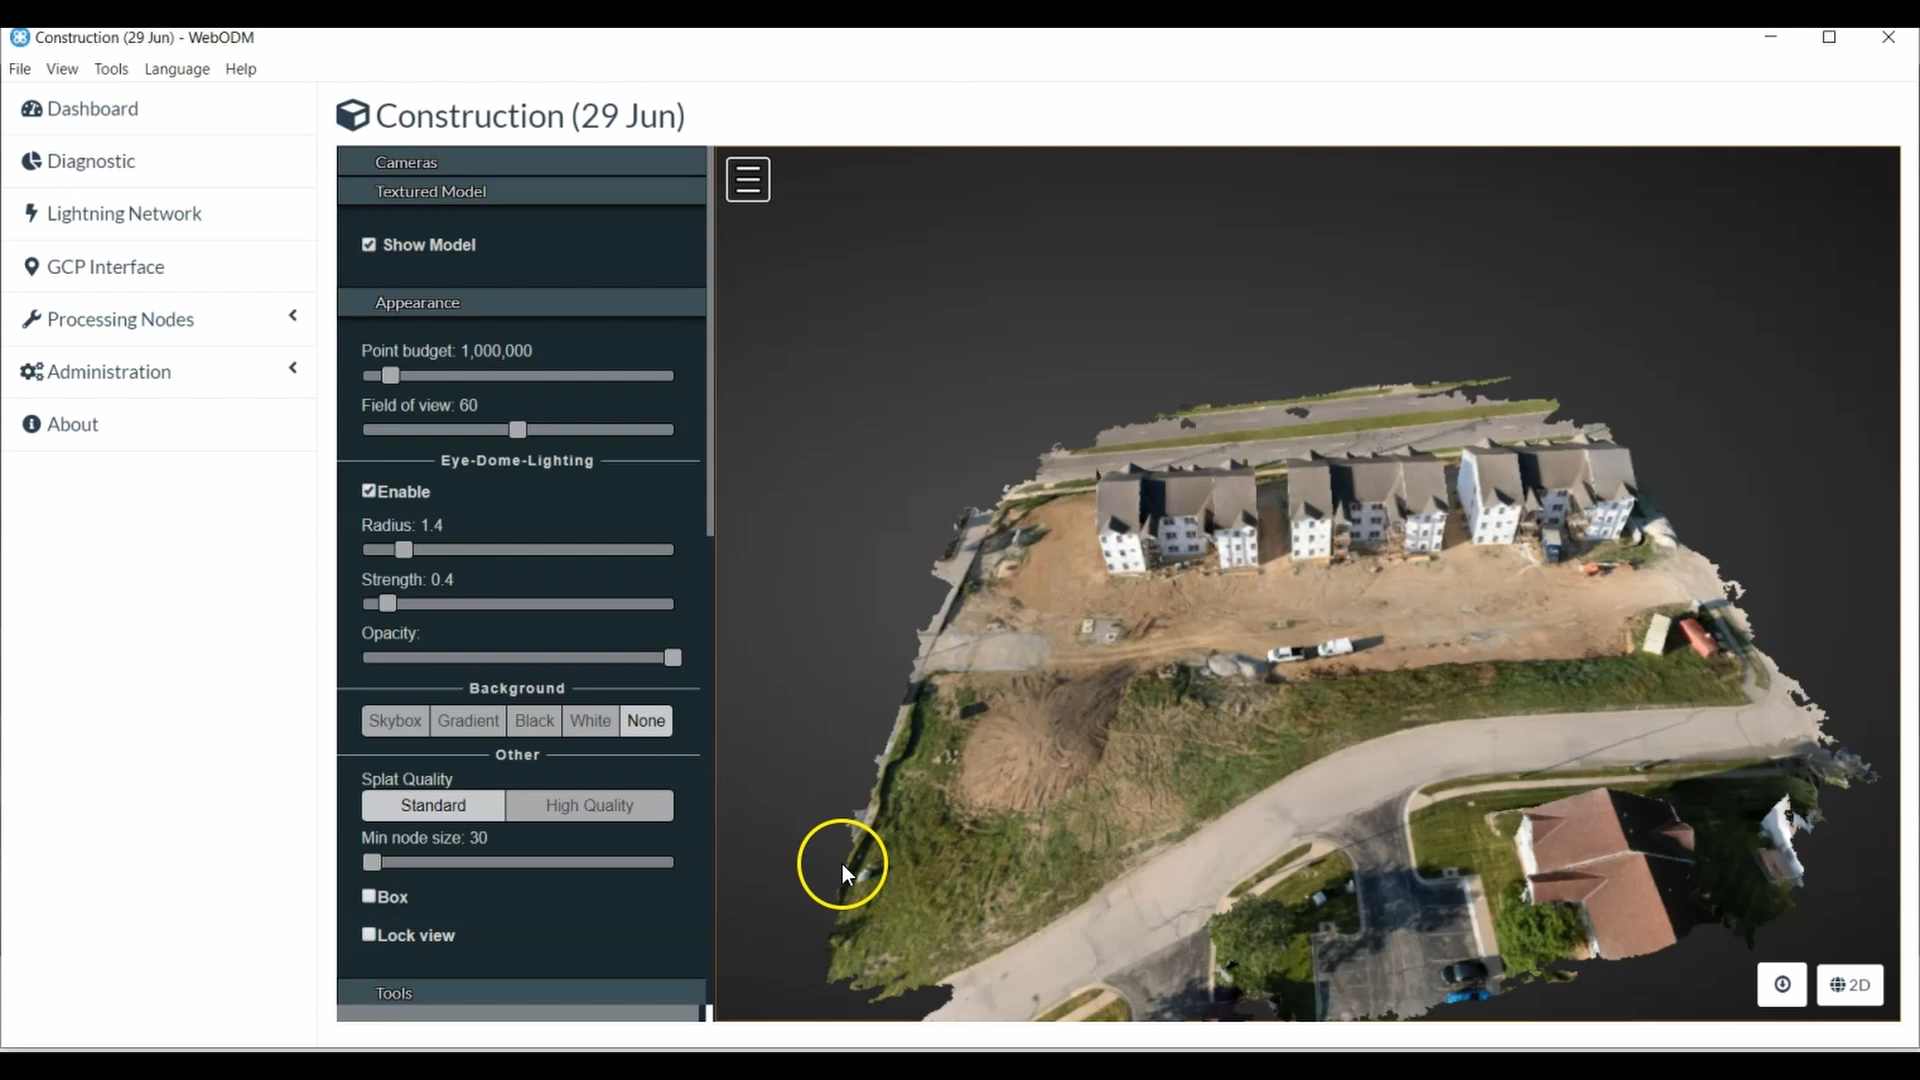 Construction (29 Jun) - WebODM
File View Tools Language Help
Dashboard
Diagnostic
Lightning Network
GCP Interface
Processing Nodes
Administration
About
Construction (29 Jun)
Cameras
Textured Model
Show Model
Appearance
Point budget: 1,000,000
Field of view: 60
Eye-Dome-Lighting
Enable
Radius: 1.4
Strength: 0.4
Opacity:
Background
Skybox Gradient Black White None
Other
Splat Quality
Standard High Quality
Min node size: 30
Box
Lock view
Tools
2D